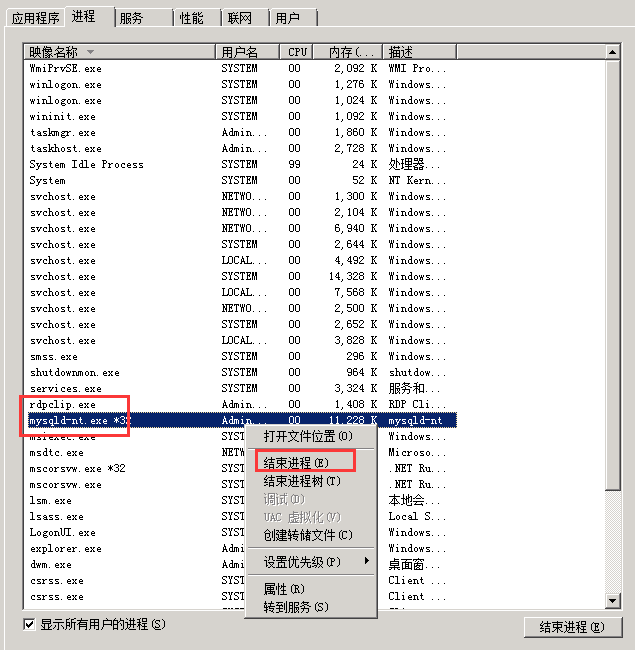 应用程序 进程 服务 性能 联网 用户
映像名称 用户名 CPU 内存(... 描述
WmiPrvSE.exe SYSTEM 00 2,092 K WMI Pro...
winlogon.exe SYSTEM 00 1,276 K Windows...
winlogon.exe SYSTEM 00 1,024 K Windows...
wininit.exe SYSTEM 00 1,092 K Windows...
taskmgr.exe Admin... 00 1,860 K Windows...
taskhost.exe Admin... 00 2,728 K Windows...
System Idle Process SYSTEM 99 24 K 处理器...
System SYSTEM 00 52 K NT Kern...
svchost.exe NETWO... 00 1,300 K Windows...
svchost.exe NETWO... 00 2,104 K Windows...
svchost.exe NETWO... 00 6,940 K Windows...
svchost.exe SYSTEM 00 2,644 K Windows...
svchost.exe LOCAL... 00 4,492 K Windows...
svchost.exe SYSTEM 00 14,328 K Windows...
svchost.exe LOCAL... 00 7,568 K Windows...
svchost.exe NETWO... 00 2,500 K Windows...
svchost.exe SYSTEM 00 2,652 K Windows...
svchost.exe LOCAL... 00 3,828 K Windows...
smss.exe SYSTEM 00 296 K Windows...
shutdownmon.exe SYSTEM 00 964 K shutdow...
services.exe SYSTEM 00 3,324 K 服务和...
rdpclip.exe Admin... 00 1,408 K RDP Cli...
mysqld-nt.exe *32 Admin... 00 11,228 K mysqld-nt
msiexec.exe SYST Windows...
msdtc.exe NETW Microso...
mscorsvw.exe *32 SYST .NET Ru...
mscorsvw.exe SYST .NET Ru...
lsm.exe SYST 本地会...
lsass.exe SYST Local S...
LogonUI.exe SYST Windows...
explorer.exe Admi Windows...
dwm.exe Admi 桌面窗...
csrss.exe SYST Client ...
csrss.exe SYST Client ...
打开文件位置(O)
结束进程(E)
结束进程树(T)
调试(D)
UAC 虚拟化(V)
创建转储文件(C)
设置优先级(P)
属性(R)
转到服务(S)
显示所有用户的进程(S) 结束进程(E)